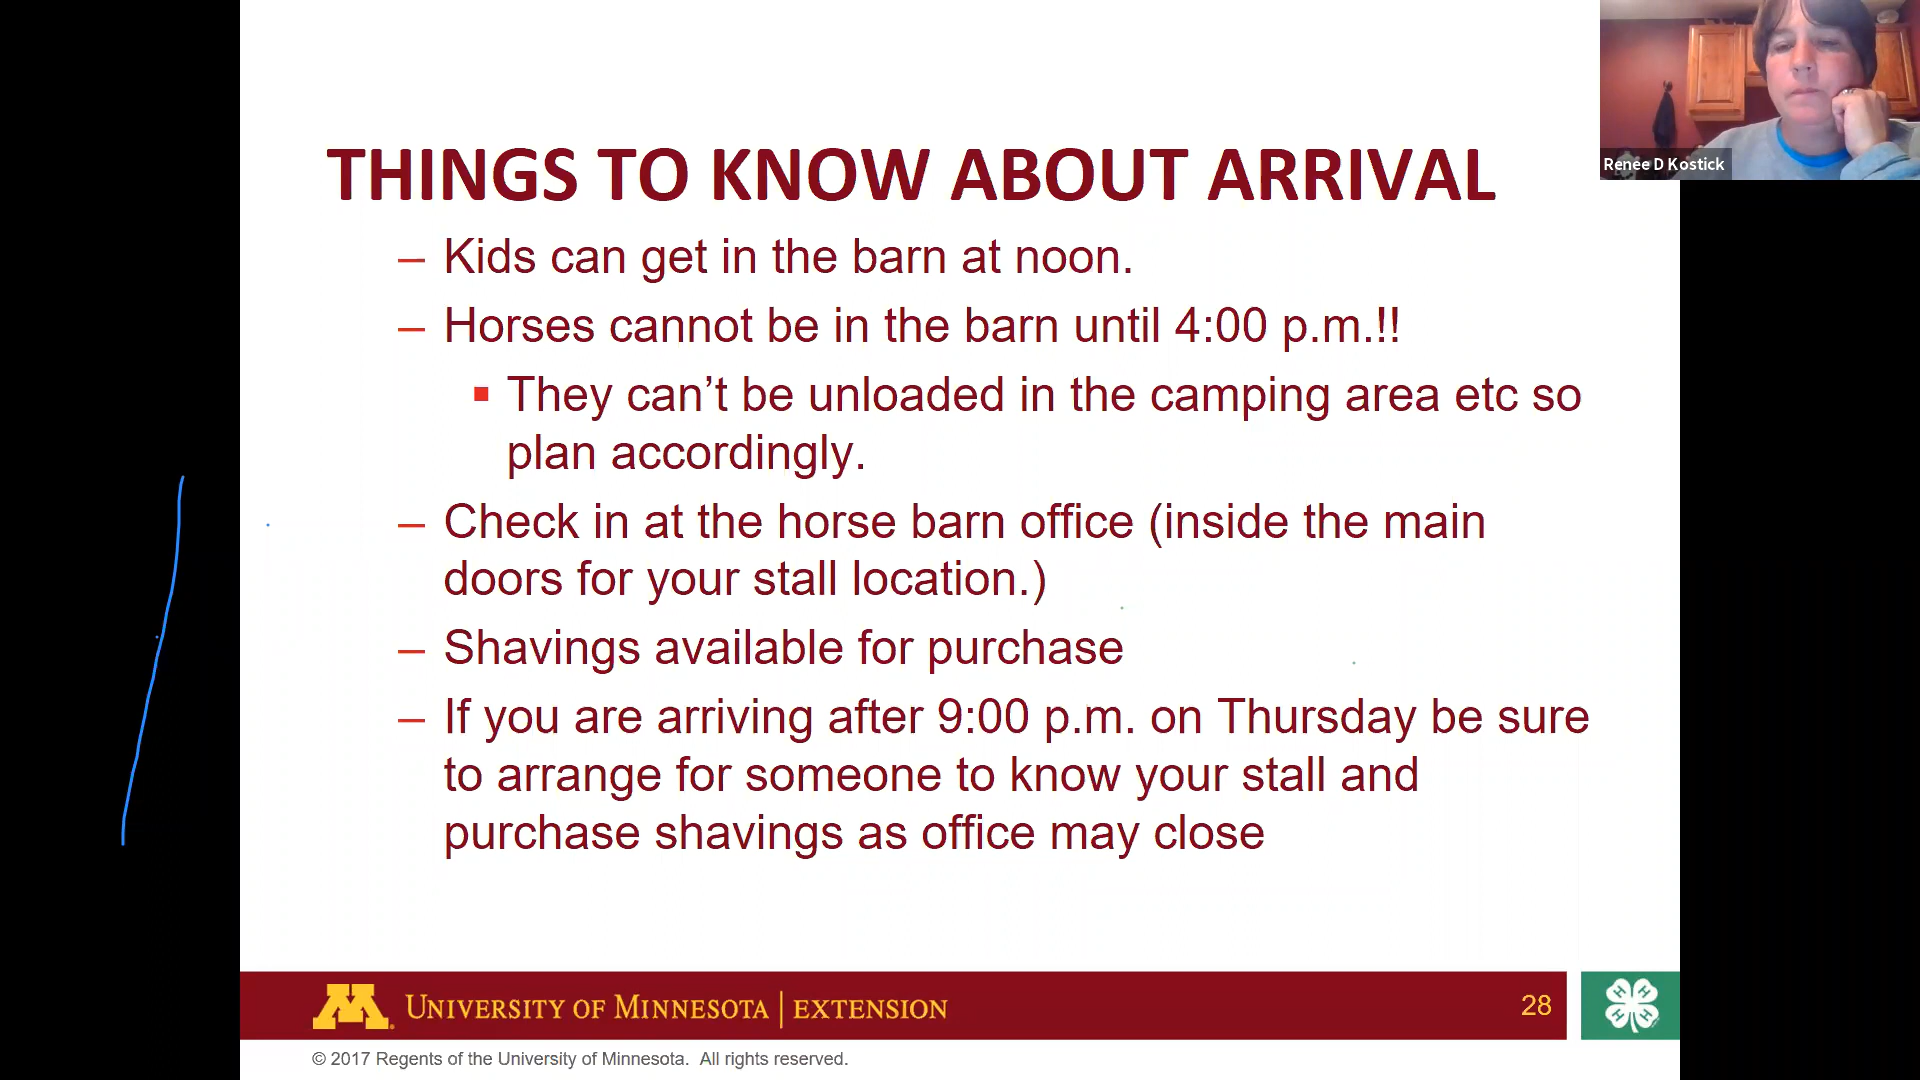 THINGS TO KNOW ABOUT ARRIVAL
– Kids can get in the barn at noon.
– Horses cannot be in the barn until 4:00 p.m.!!
▪ They can’t be unloaded in the camping area etc so
plan accordingly.
– Check in at the horse barn office (inside the main
doors for your stall location.)
– Shavings available for purchase
– If you are arriving after 9:00 p.m. on Thursday be sure
to arrange for someone to know your stall and
purchase shavings as office may close
Renee D Kostick
M UNIVERSITY OF MINNESOTA | EXTENSION
28
H H H H
© 2017 Regents of the University of Minnesota. All rights reserved.